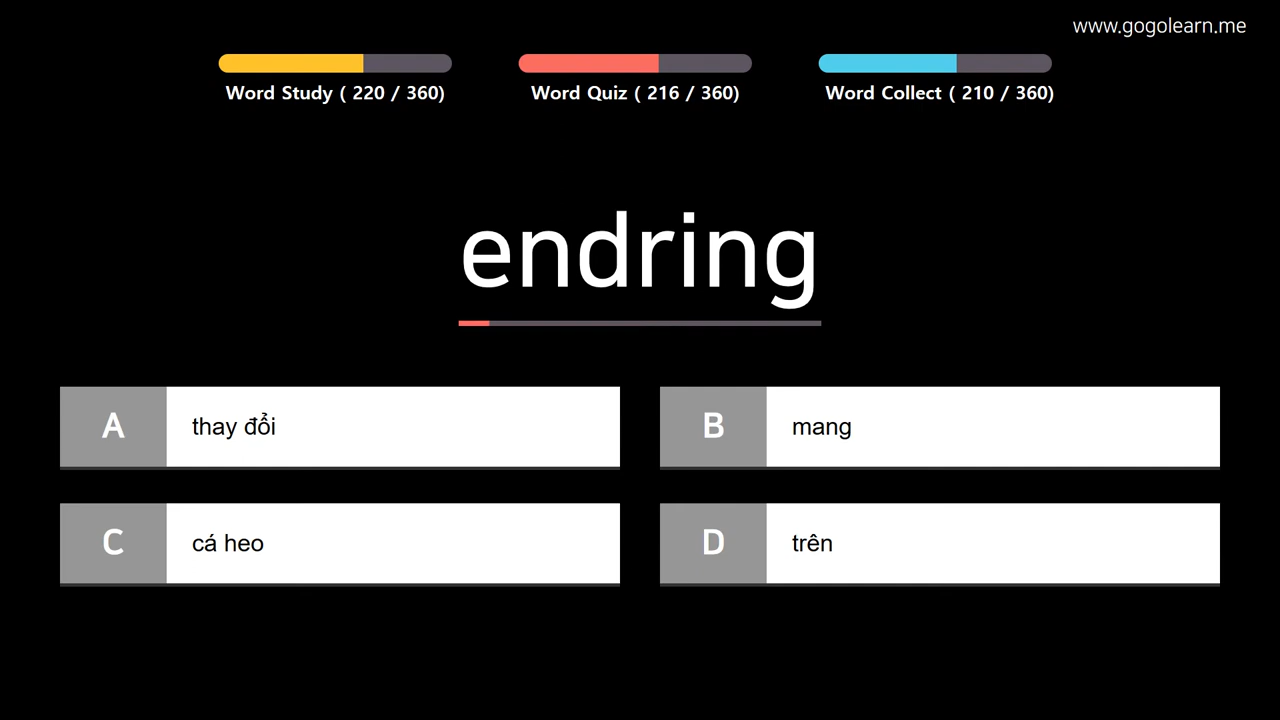 www.gogolearn.me
Word Study ( 220 / 360)
Word Quiz ( 216 / 360)
Word Collect ( 210 / 360)
endring
A
thay đổi
B
mang
C
cá heo
D
trên